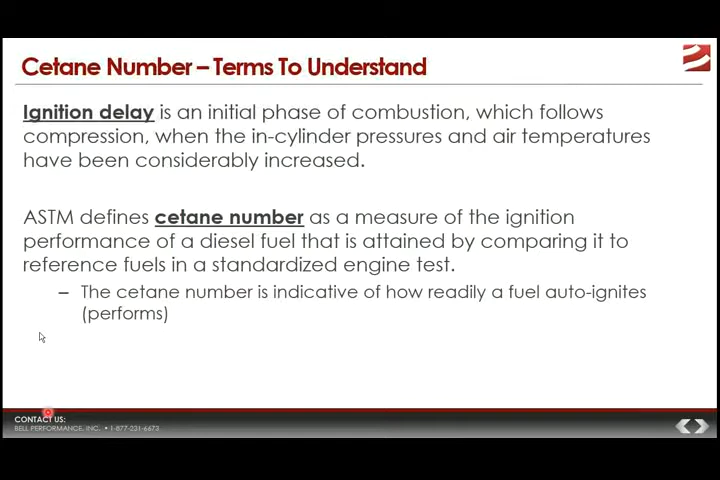 Cetane Number – Terms To Understand
Ignition delay is an initial phase of combustion, which follows
compression, when the in-cylinder pressures and air temperatures
have been considerably increased.
ASTM defines cetane number as a measure of the ignition
performance of a diesel fuel that is attained by comparing it to
reference fuels in a standardized engine test.
– The cetane number is indicative of how readily a fuel auto-ignites
(performs)
CONTACT US:
BELL PERFORMANCE, INC. • 1-877-231-6673